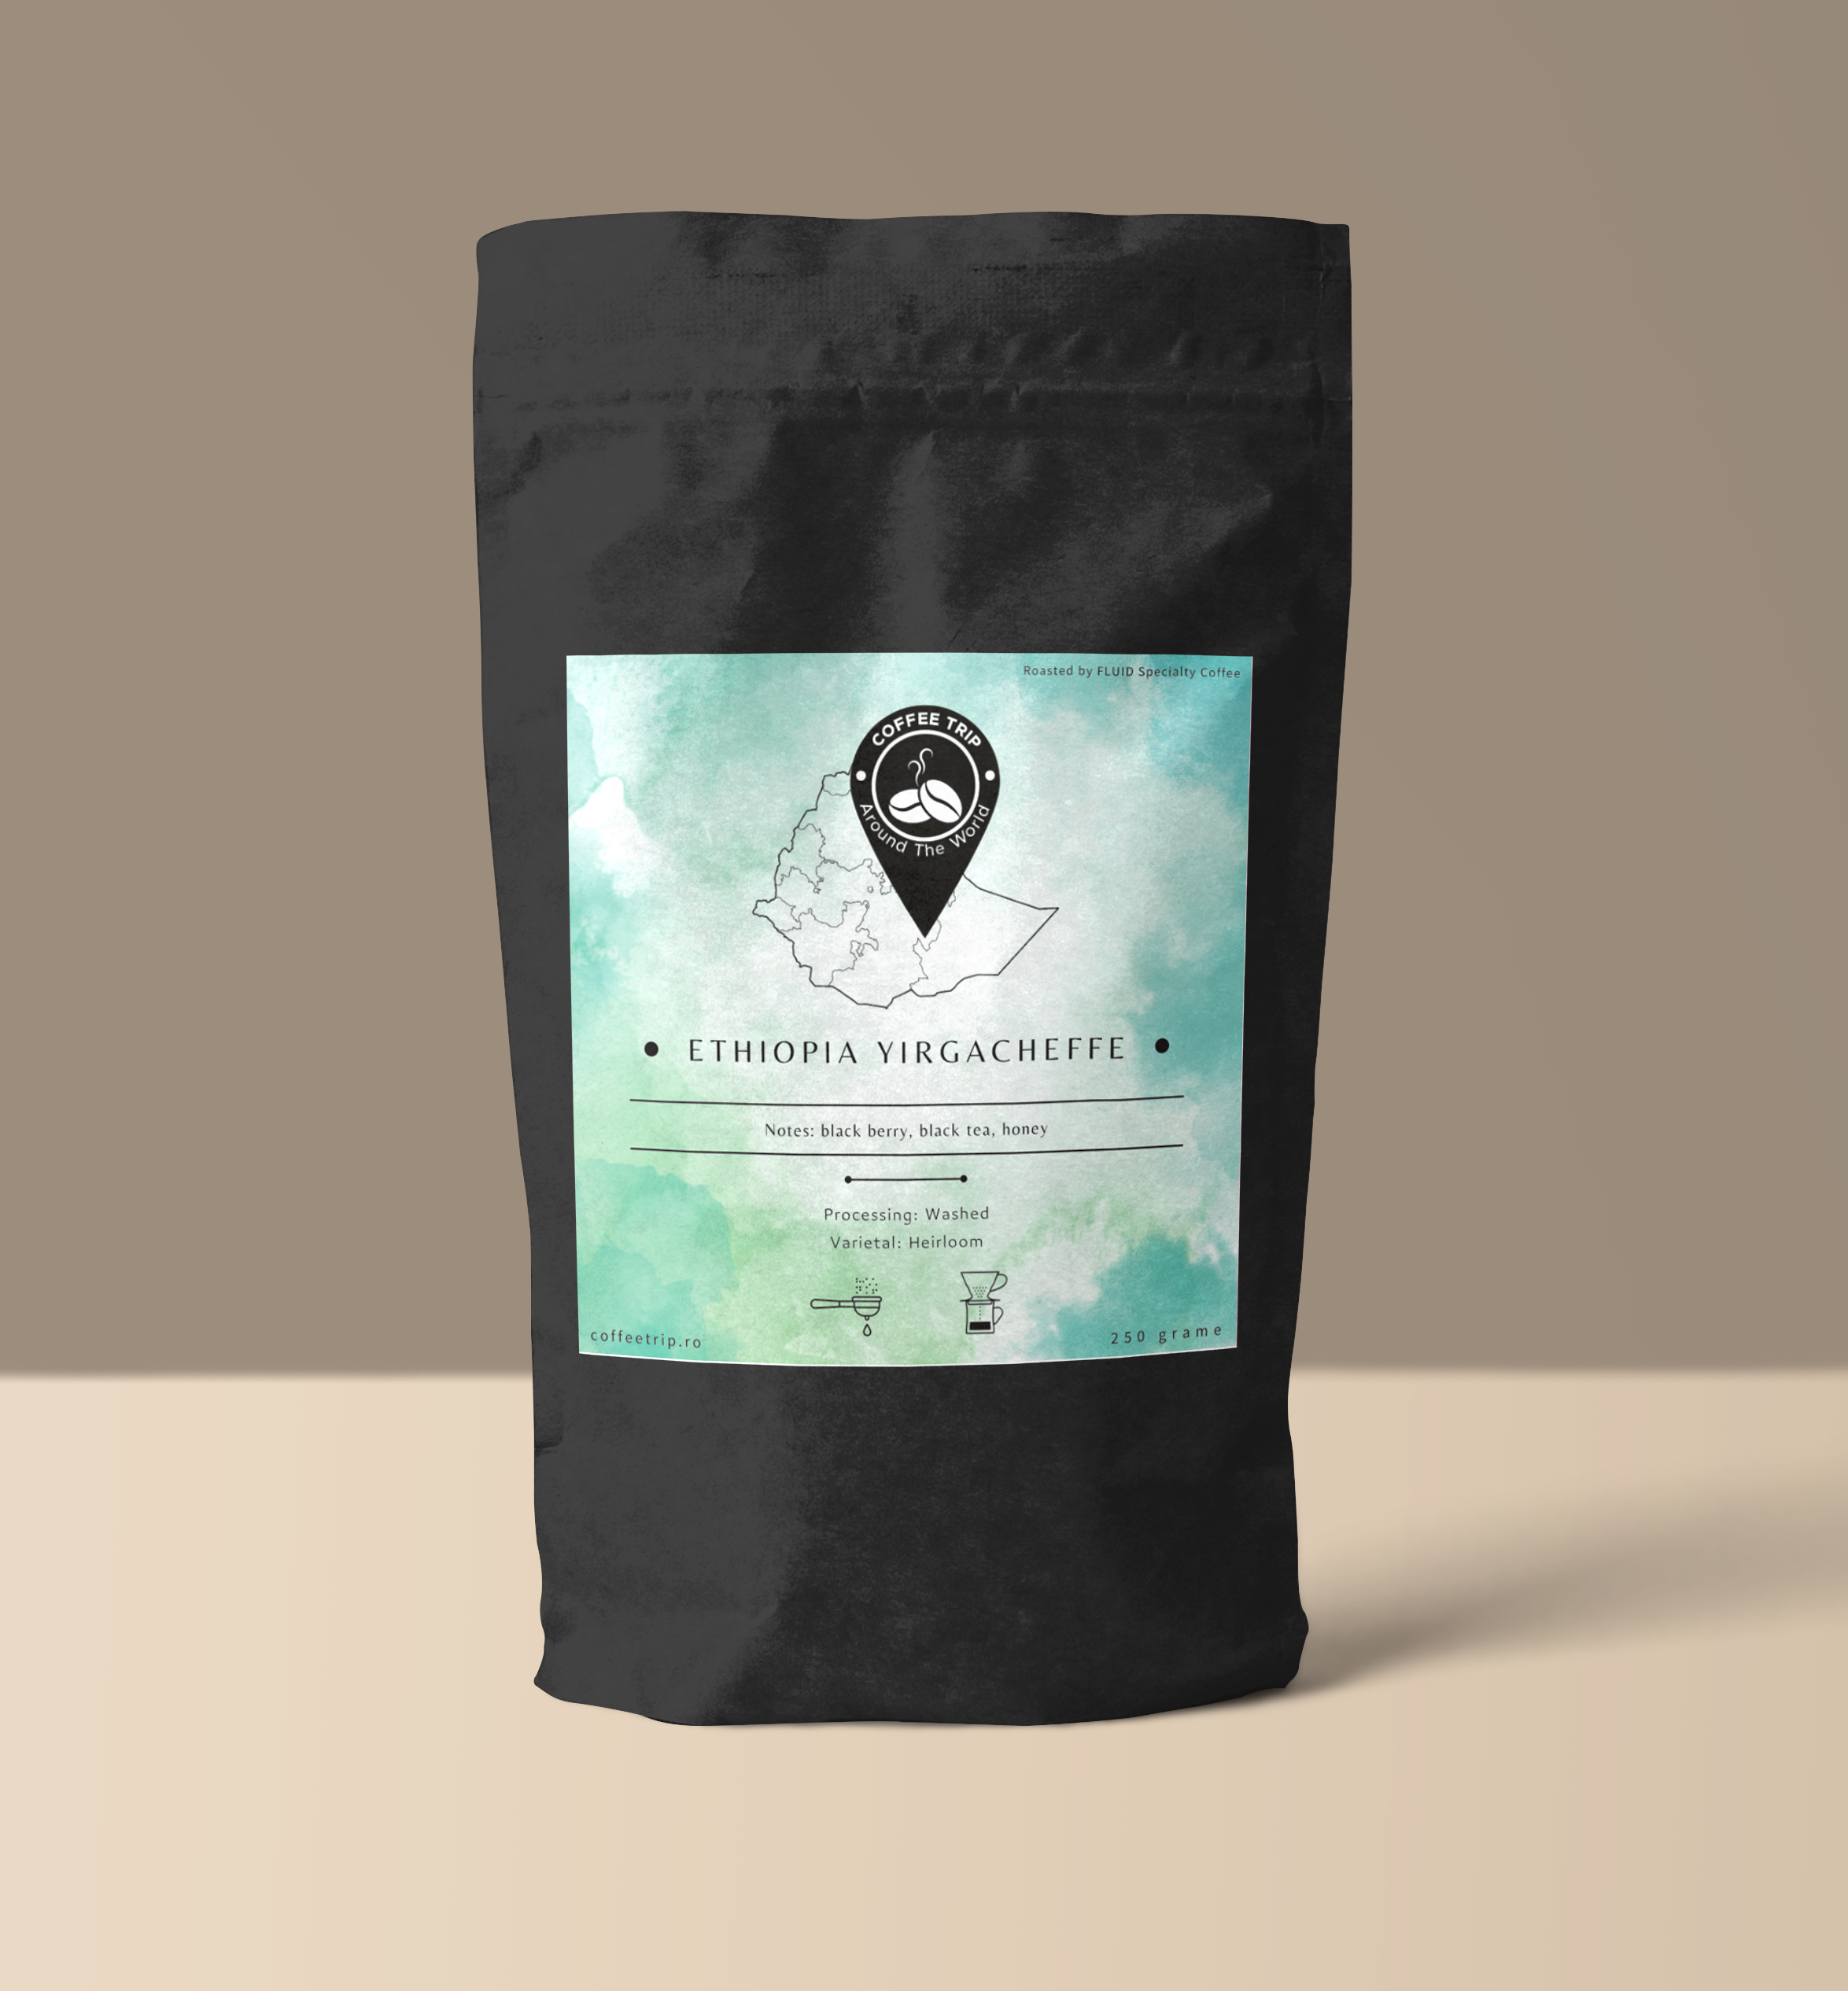 Roasted by FLUID Specialty Coffee
COFFEE TRIP
Around The World
ETHIOPIA YIRGACHEFFE
Notes: black berry, black tea, honey
Processing: Washed
Varietal: Heirloom
coffeetrip.ro
250 grame